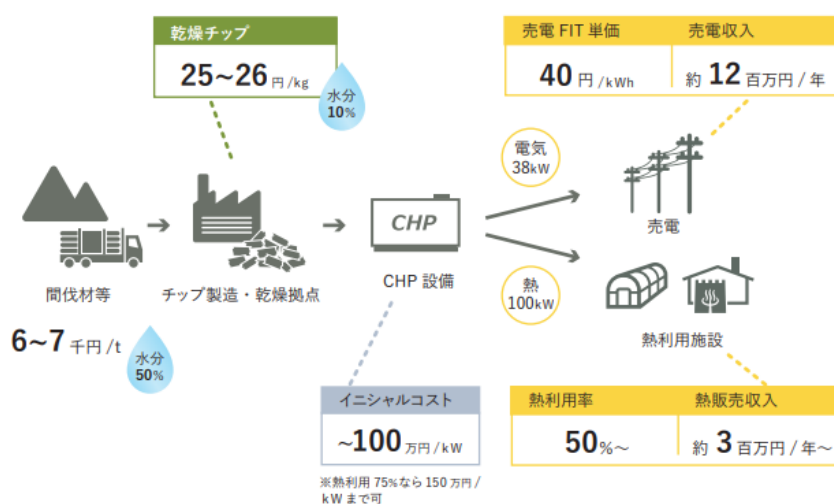 乾燥チップ
25~26 円/kg
水分
10%
売電 FIT 単価
売電収入
40 円/kWh
約 12 百万円 / 年
電気
38kW
CHP
売電
間伐材等
チップ製造・乾燥拠点
CHP 設備
熱
100kW
熱利用施設
6~7 千円 /t
水分
50%
イニシャルコスト
~100 万円 / kW
※熱利用 75%なら 150 万円 /
kW まで可
熱利用率
熱販売収入
50%~
約 3 百万円 / 年~